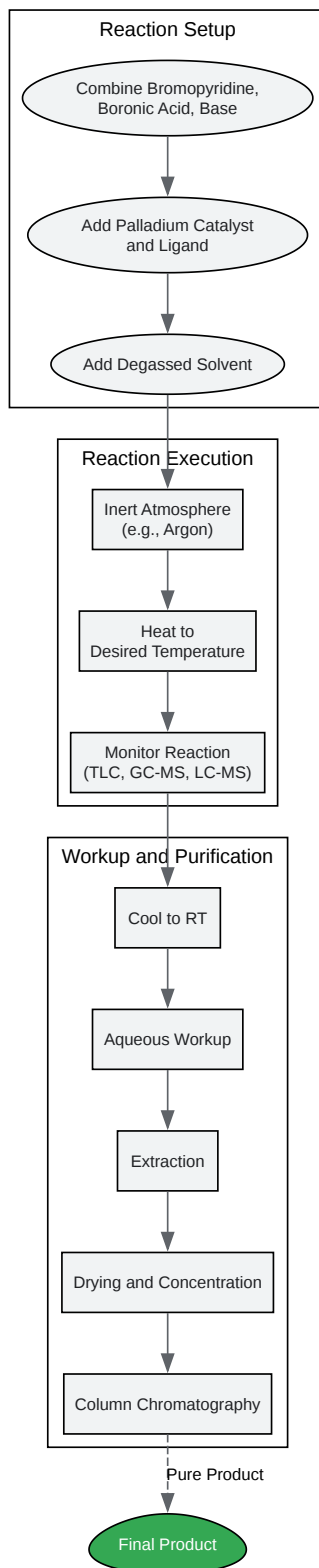 Reaction Setup
Combine Bromopyridine,
Boronic Acid, Base
Add Palladium Catalyst
and Ligand
Add Degassed Solvent
Reaction Execution
Inert Atmosphere
(e.g., Argon)
Heat to
Desired Temperature
Monitor Reaction
(TLC, GC-MS, LC-MS)
Workup and Purification
Cool to RT
Aqueous Workup
Extraction
Drying and Concentration
Column Chromatography
Pure Product
Final Product